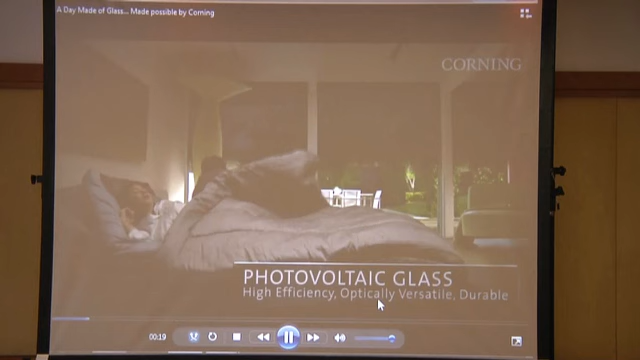 A Day Made of Glass... Made possible by Corning
CORNING
PHOTOVOLTAIC GLASS
High Efficiency, Optically Versatile, Durable
00:19